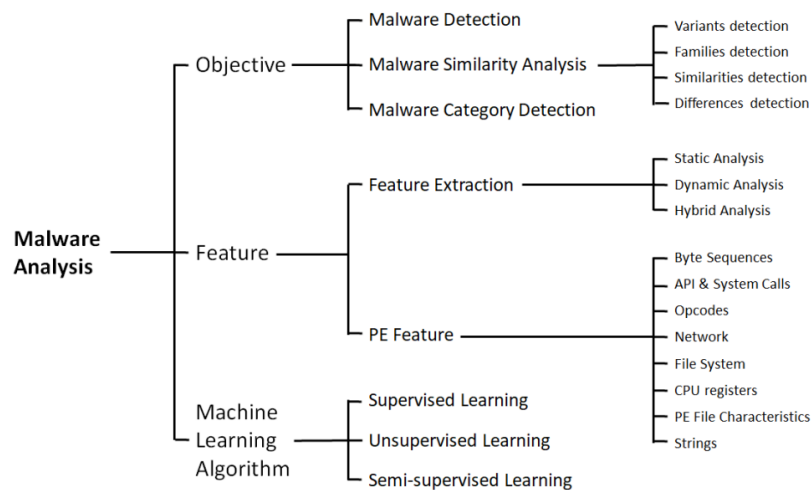 Malware Detection
Variants detection
Families detection
Objective
Malware Similarity Analysis
Similarities detection
Differences detection
Malware Category Detection
Static Analysis
Feature Extraction
Dynamic Analysis
Hybrid Analysis
Malware
Analysis
Feature
Byte Sequences
API & System Calls
Opcodes
PE Feature
Network
File System
CPU registers
PE File Characteristics
Strings
Machine
Learning
Algorithm
Supervised Learning
Unsupervised Learning
Semi-supervised Learning